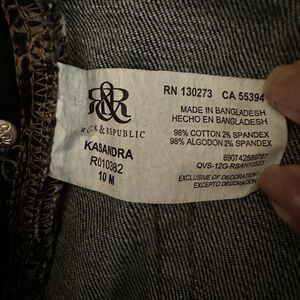 R&R
ROCK & REPUBLIC
KASANDRA
R010382
10 M
RN 130273 CA 55394
MADE IN BANGLADESH
HECHO EN BANGLADESH
98% COTTON 2% SPANDEX
98% ALGODON 2% SPANDEX
EXCLUSIVE OF DECORATION
EXCEPTO DECORACION